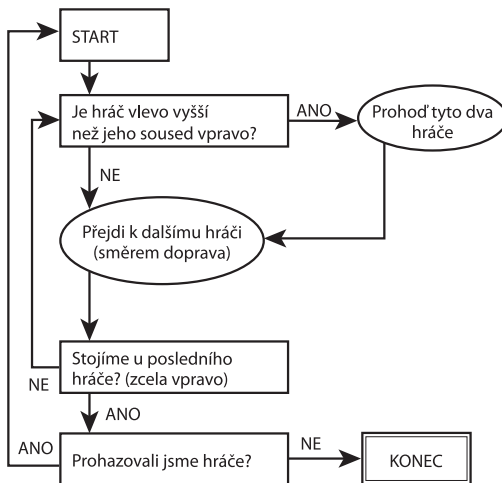 START
Je hráč vlevo vyšší
než jeho soused vpravo?
ANO
Prohoď tyto dva
hráče
NE
Přejdi k dalšímu hráči
(směrem doprava)
Stojíme u posledního
hráče? (zcela vpravo)
NE
ANO
Prohazovali jsme hráče?
ANO
NE
KONEC